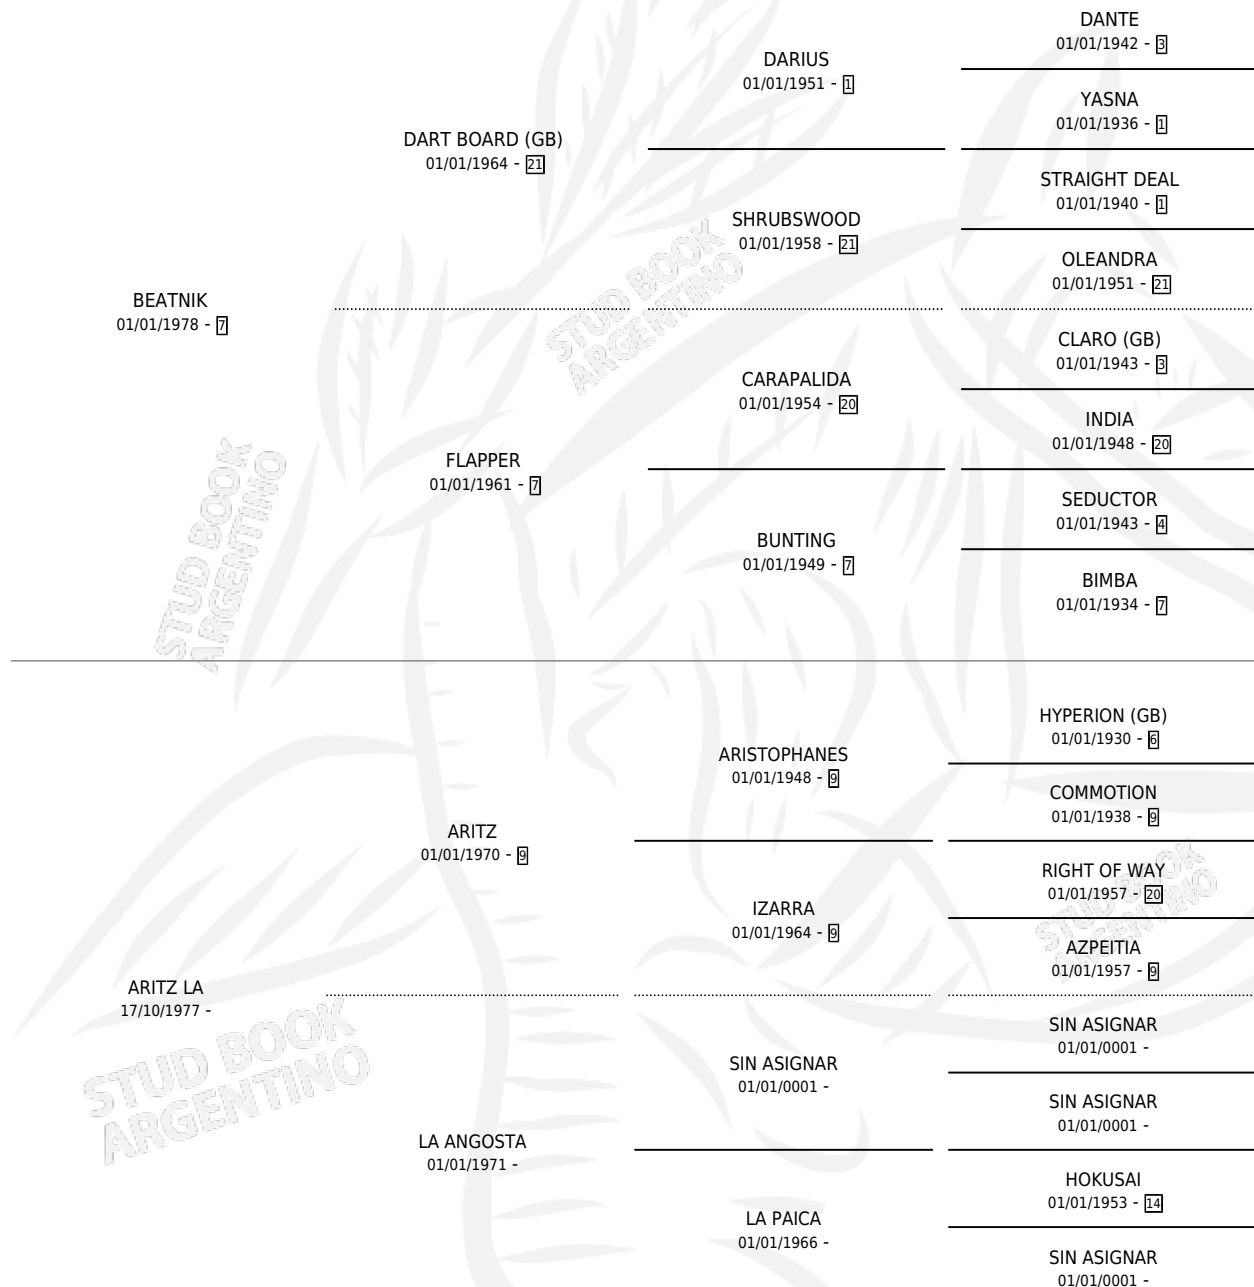 DANTE
01/01/1942 - 3
DARIUS
01/01/1951 - 1
YASNA
01/01/1936 - 1
DART BOARD (GB)
01/01/1964 - 21
STRAIGHT DEAL
01/01/1940 - 1
SHRUBSWOOD
01/01/1958 - 21
OLEANDRA
01/01/1951 - 21
BEATNIK
01/01/1978 - 7
CLARO (GB)
01/01/1943 - 3
CARAPALIDA
01/01/1954 - 20
INDIA
01/01/1948 - 20
FLAPPER
01/01/1961 - 7
SEDUCTOR
01/01/1943 - 4
BUNTING
01/01/1949 - 7
BIMBA
01/01/1934 - 7
HYPERION (GB)
01/01/1930 - 6
ARISTOPHANES
01/01/1948 - 9
COMMOTION
01/01/1938 - 9
ARITZ
01/01/1970 - 9
RIGHT OF WAY
01/01/1957 - 20
IZARRA
01/01/1964 - 9
AZPEITIA
01/01/1957 - 9
ARITZ LA
17/10/1977 -
SIN ASIGNAR
01/01/0001 -
SIN ASIGNAR
01/01/0001 -
SIN ASIGNAR
01/01/0001 -
LA ANGOSTA
01/01/1971 -
HOKUSAI
01/01/1953 - 14
LA PAICA
01/01/1966 -
SIN ASIGNAR
01/01/0001 -
STUD BOOK
ARGENTINO
STUD BOOK
ARGENTINO
STUD BOOK
ARGENTINO
STUD BOOK
ARGENTINO